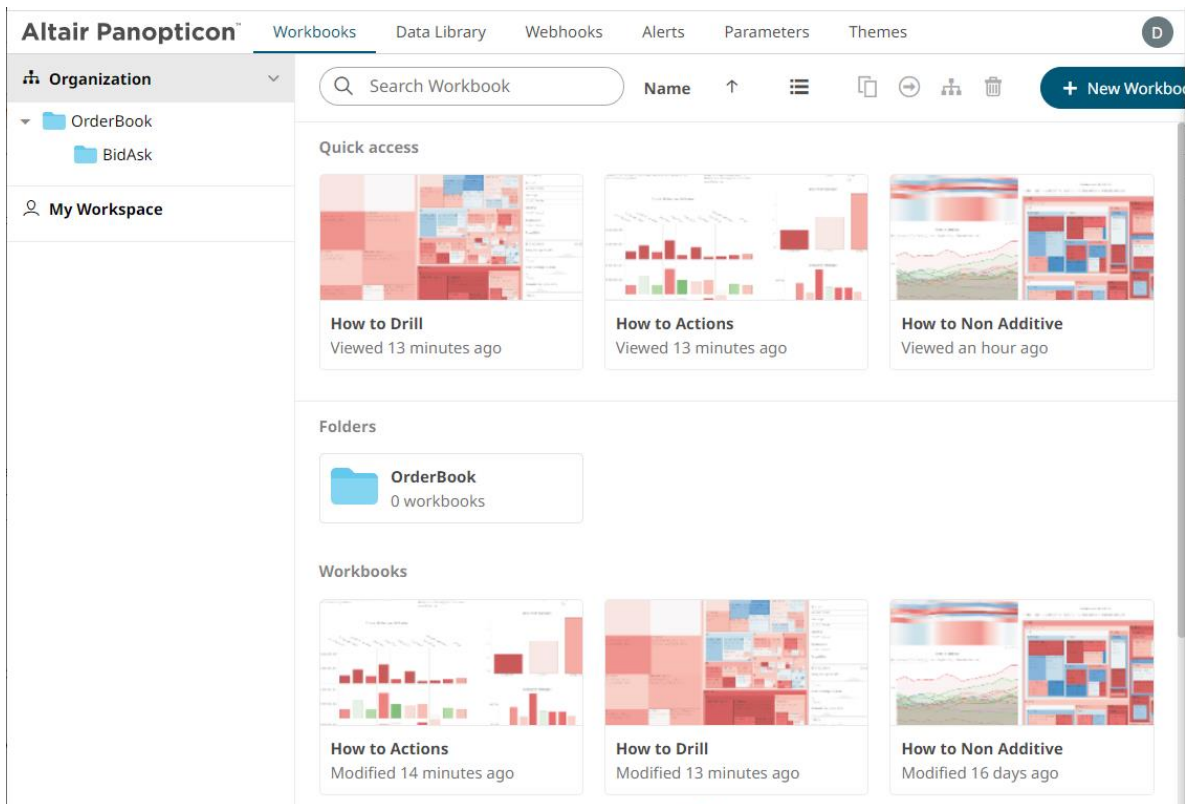 Altair Panopticon™ Workbooks Data Library Webhooks Alerts Parameters Themes D
Organization
OrderBook
BidAsk
My Workspace
Search Workbook Name + New Workboo
Quick access
How to Drill
Viewed 13 minutes ago
How to Actions
Viewed 13 minutes ago
How to Non Additive
Viewed an hour ago
Folders
OrderBook
0 workbooks
Workbooks
How to Actions
Modified 14 minutes ago
How to Drill
Modified 13 minutes ago
How to Non Additive
Modified 16 days ago